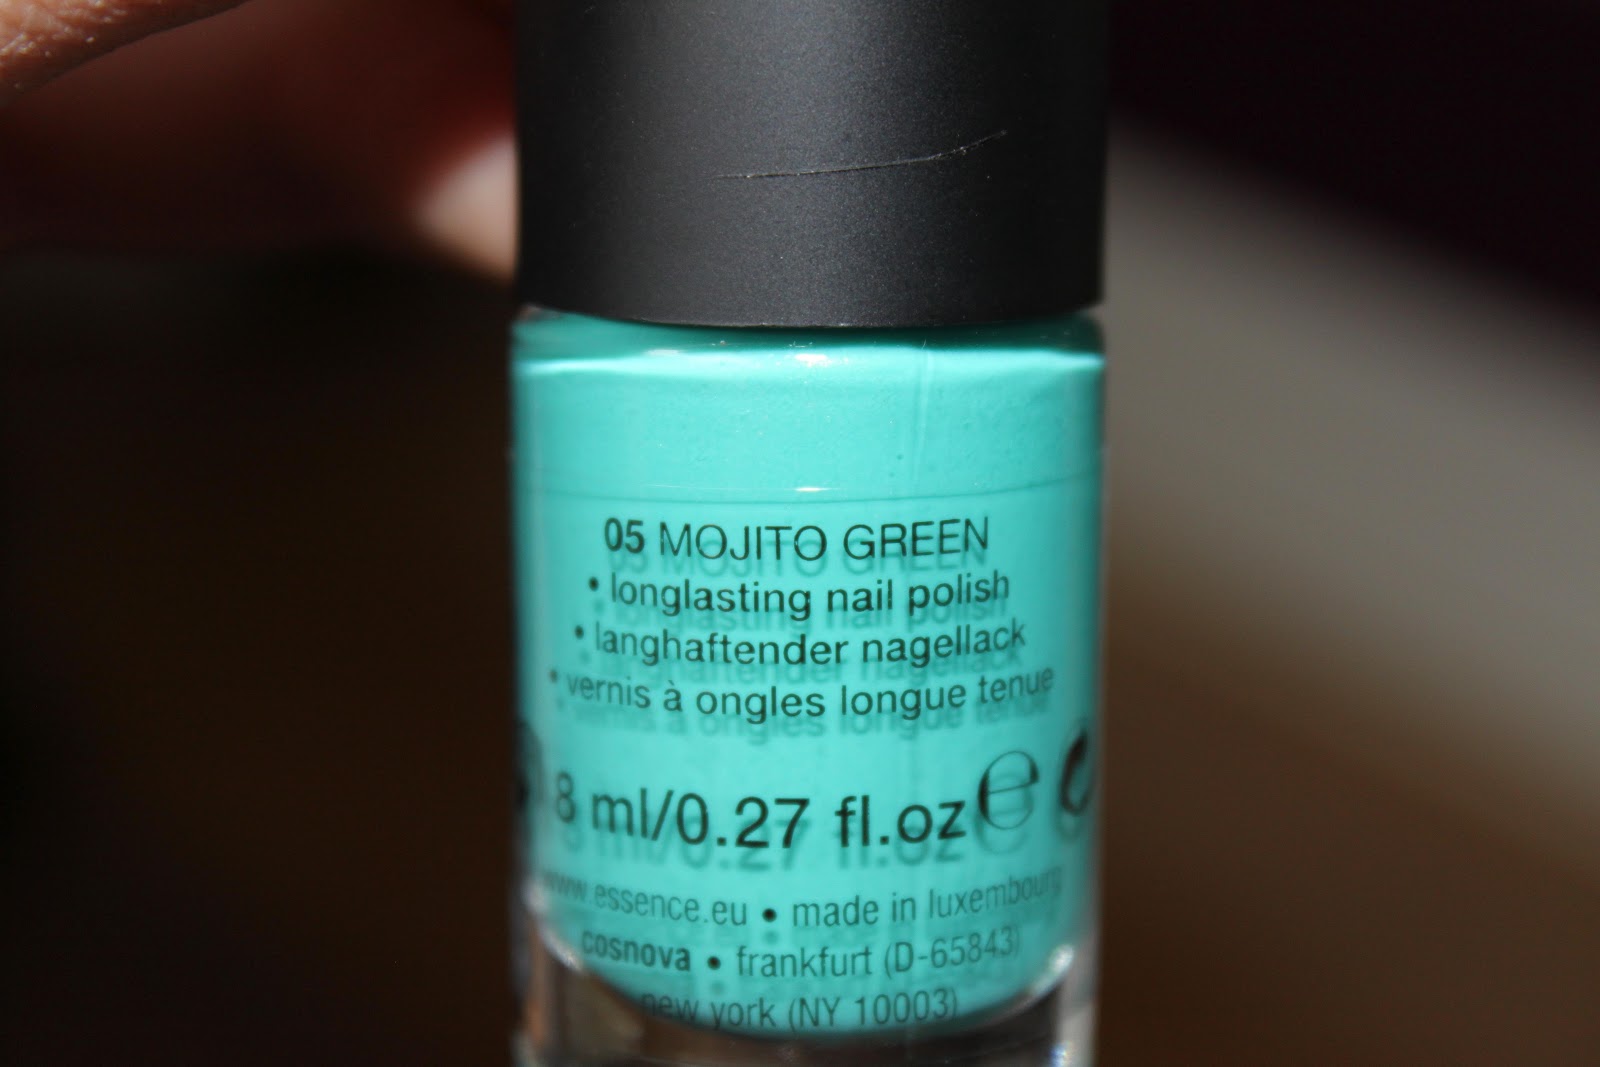 05 MOJITO GREEN
• longlasting nail polish
• langhaftender nagellack
• vernis à ongles longue tenue
8 ml/0.27 fl.oz ℮
www.essence.eu • made in luxembourg
cosnova • frankfurt (D-65843)
new york (NY 10003)